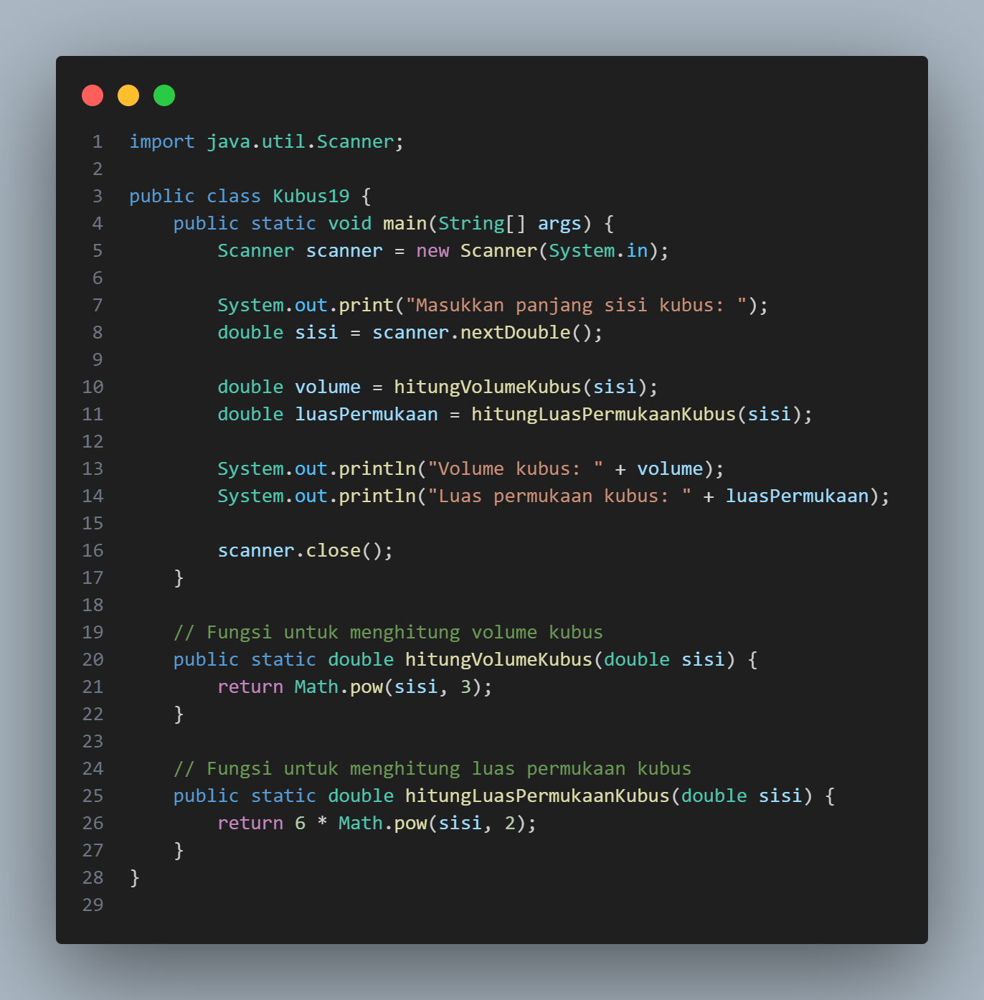 1 import java.util.Scanner;
2
3 public class Kubus19 {
4     public static void main(String[] args) {
5         Scanner scanner = new Scanner(System.in);
6
7         System.out.print("Masukkan panjang sisi kubus: ");
8         double sisi = scanner.nextDouble();
9
10         double volume = hitungVolumeKubus(sisi);
11         double luasPermukaan = hitungLuasPermukaanKubus(sisi);
12
13         System.out.println("Volume kubus: " + volume);
14         System.out.println("Luas permukaan kubus: " + luasPermukaan);
15
16         scanner.close();
17     }
18
19     // Fungsi untuk menghitung volume kubus
20     public static double hitungVolumeKubus(double sisi) {
21         return Math.pow(sisi, 3);
22     }
23
24     // Fungsi untuk menghitung luas permukaan kubus
25     public static double hitungLuasPermukaanKubus(double sisi) {
26         return 6 * Math.pow(sisi, 2);
27     }
28 }
29